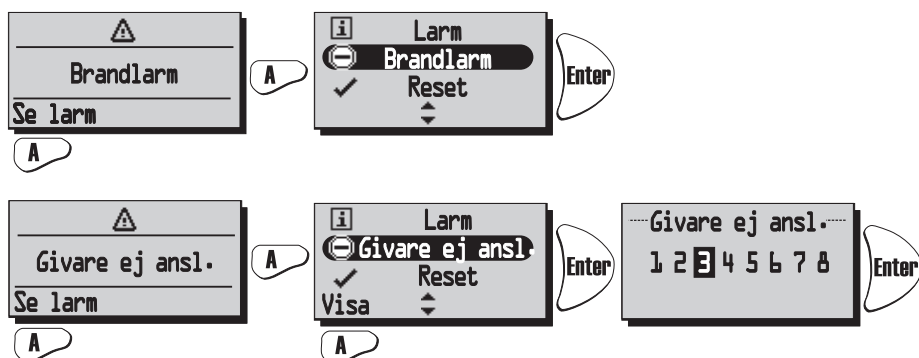 Brandlarm
Se larm
A
A
Larm
Brandlarm
Reset
Enter
Givare ej ansl.
Se larm
A
A
Larm
Givare ej ansl.
Reset
Visa
A
Enter
Givare ej ansl.
1 2 3 4 5 6 7 8
Enter